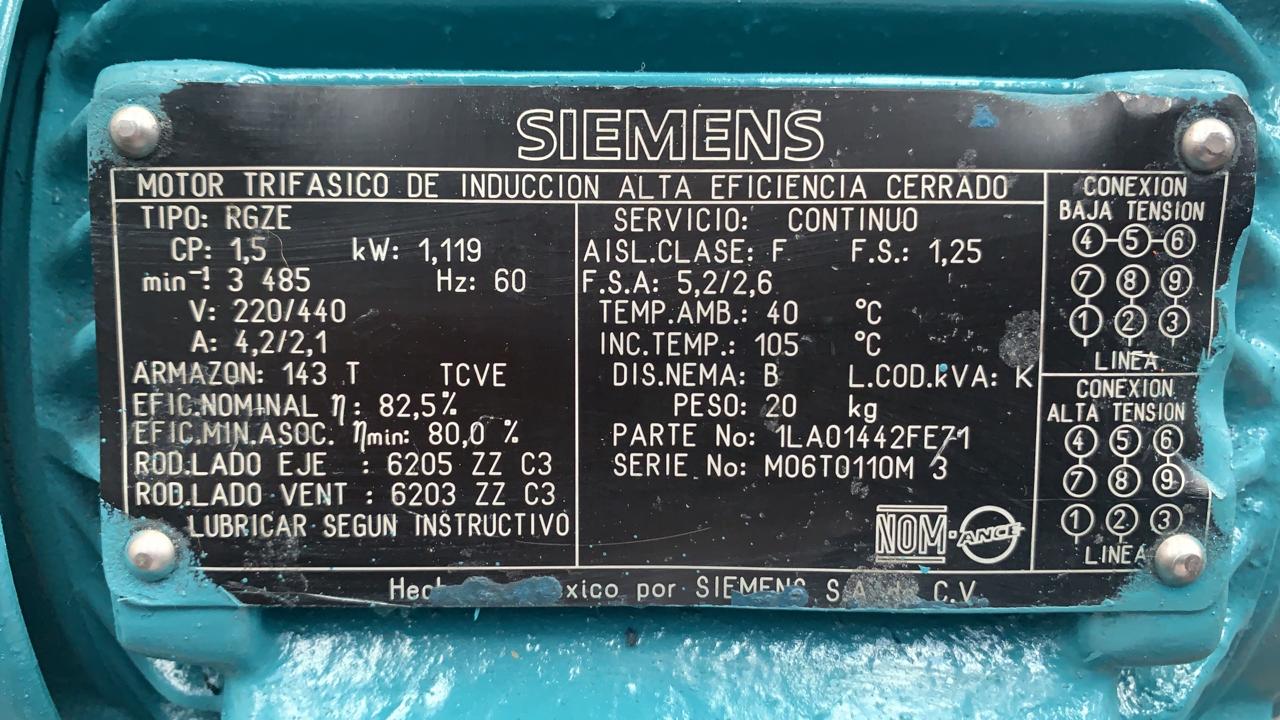 SIEMENS
MOTOR TRIFASICO DE INDUCCION ALTA EFICIENCIA CERRADO
TIPO: RGZE
CP: 1,5 kW: 1,119
min⁻¹: 3 485 Hz: 60
V: 220/440
A: 4,2/2,1
ARMAZON: 143 T TCVE
EFIC.NOMINAL η: 82,5%
EFIC.MIN.ASOC. ηmin: 80,0 %
ROD.LADO EJE : 6205 ZZ C3
ROD.LADO VENT : 6203 ZZ C3
LUBRICAR SEGUN INSTRUCTIVO
SERVICIO: CONTINUO
AISL.CLASE: F F.S.: 1,25
F.S.A: 5,2/2,6
TEMP.AMB.: 40 °C
INC.TEMP.: 105 °C
DIS.NEMA: B L.COD.kVA: K
PESO: 20 kg
PARTE No:
SERIE No: M06T0110M 3
NOM-ANCE
CONEXION
BAJA TENSION
4-5-6
7 8 9
1 2 3
LINEA
CONEXION
ALTA TENSION
4 5 6
7 8 9
1 2 3
LINEA
por SIEMENS S.A. C.V